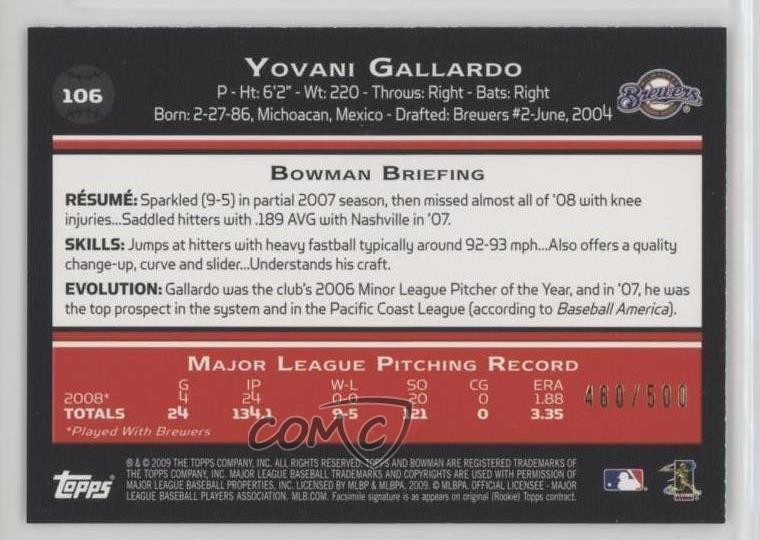 106
YOVANI GALLARDO
P - Ht: 6'2" - Wt: 220 - Throws: Right - Bats: Right
Born: 2-27-86, Michoacan, Mexico - Drafted: Brewers #2-June, 2004
Brewers
BOWMAN BRIEFING
RÉSUMÉ: Sparkled (9-5) in partial 2007 season, then missed almost all of '08 with knee
injuries...Saddled hitters with .189 AVG with Nashville in '07.
SKILLS: Jumps at hitters with heavy fastball typically around 92-93 mph...Also offers a quality
change-up, curve and slider...Understands his craft.
EVOLUTION: Gallardo was the club's 2006 Minor League Pitcher of the Year, and in '07, he was
the top prospect in the system and in the Pacific Coast League (according to Baseball America).
MAJOR LEAGUE PITCHING RECORD
G IP W-L SO CG ERA
2008* 4 24 0-0 20 0 1.88
TOTALS 24 134.1 9-5 121 0 3.35
*Played With Brewers
460/500
COMC
® & © 2009 THE TOPPS COMPANY, INC. ALL RIGHTS RESERVED. TOPPS AND BOWMAN ARE REGISTERED TRADEMARKS OF
THE TOPPS COMPANY, INC. MAJOR LEAGUE BASEBALL TRADEMARKS AND COPYRIGHTS ARE USED WITH PERMISSION OF
MAJOR LEAGUE BASEBALL PROPERTIES, INC. LICENSED BY MLBP & MLBPA, 2009. © MLBPA. OFFICIAL LICENSEE - MAJOR
LEAGUE BASEBALL PLAYERS ASSOCIATION. MLB.COM. Facsimile signature is as appears on original (Rookie) Topps contract.
topps